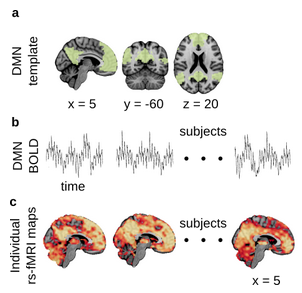 a
DMN
template
x = 5
y = -60
z = 20
b
DMN
BOLD
subjects
time
c
Individual
rs-fMRI maps
subjects
x = 5